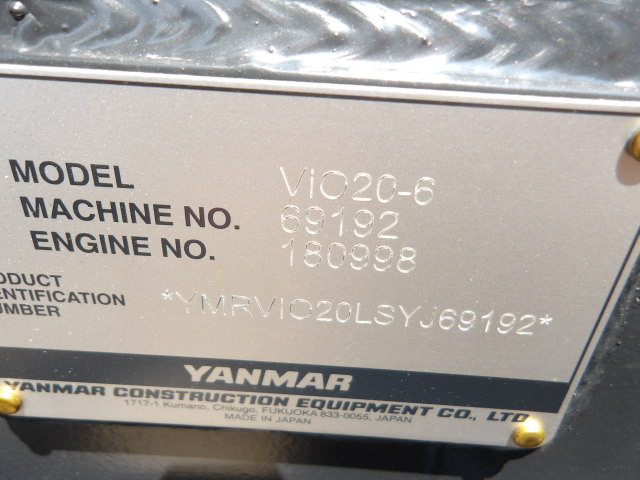 MODEL ViO20-6
MACHINE NO. 69192
ENGINE NO. 180998
ODUCT
ENTIFICATION
UMBER *YMRVIO20LSYJ69192*
YANMAR
YANMAR CONSTRUCTION EQUIPMENT CO., LTD
1717-1 Kumano, Chikugo, FUKUOKA 833-0055, JAPAN
MADE IN JAPAN